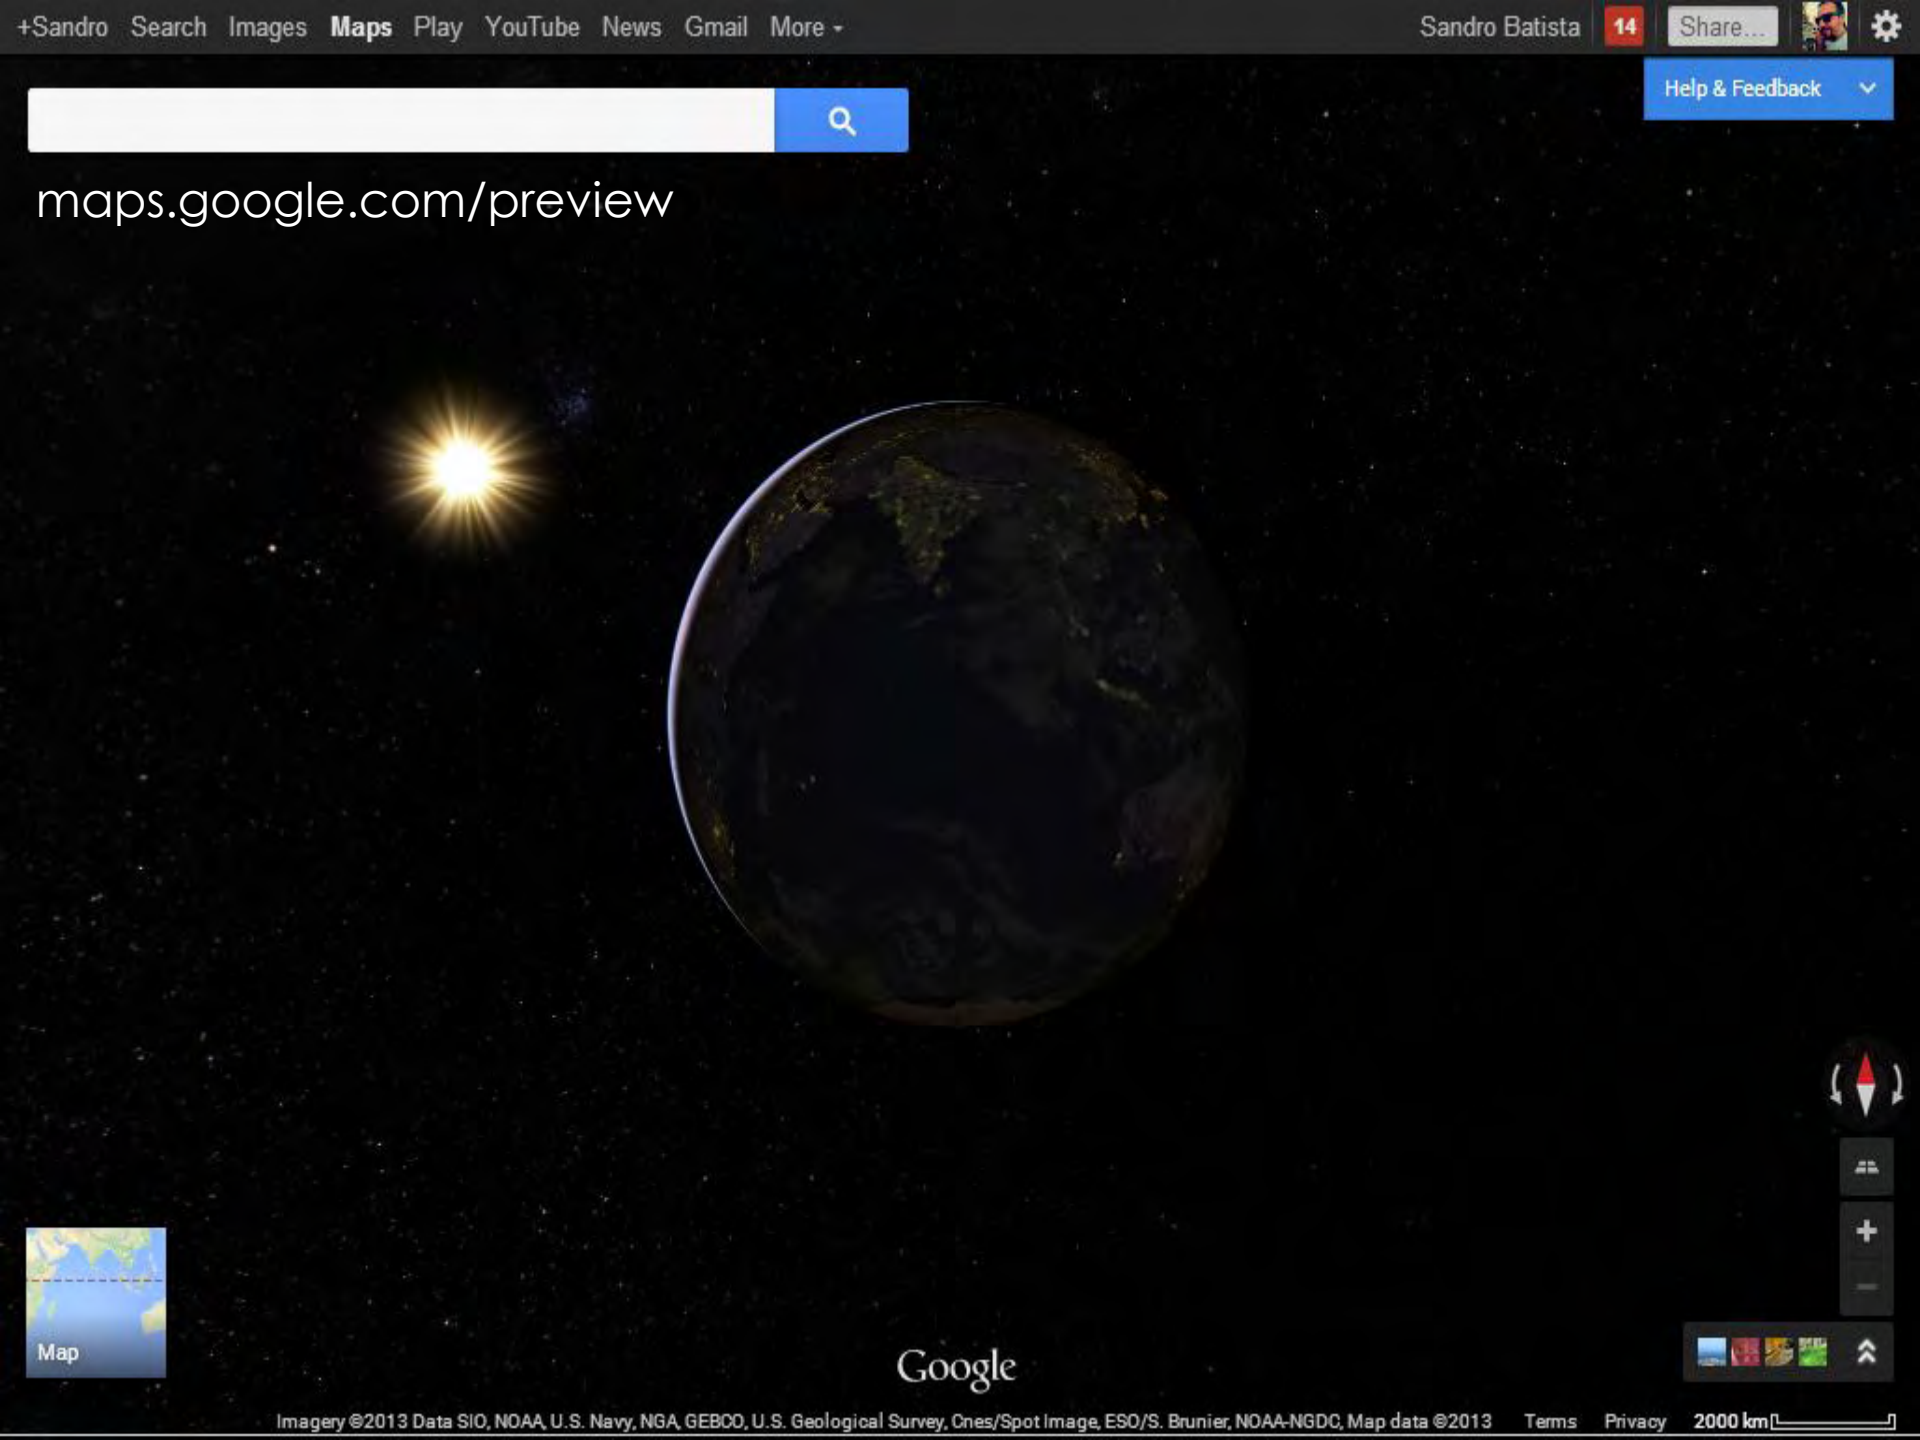 +Sandro Search Images Maps Play YouTube News Gmail More Sandro Batista 14 Share...
Help & Feedback
maps.google.com/preview
Map
Google
Imagery ©2013 Data SIO, NOAA, U.S. Navy, NGA, GEBCO, U.S. Geological Survey, Cnes/Spot Image, ESO/S. Brunier, NOAA-NGDC, Map data ©2013 Terms Privacy 2000 km